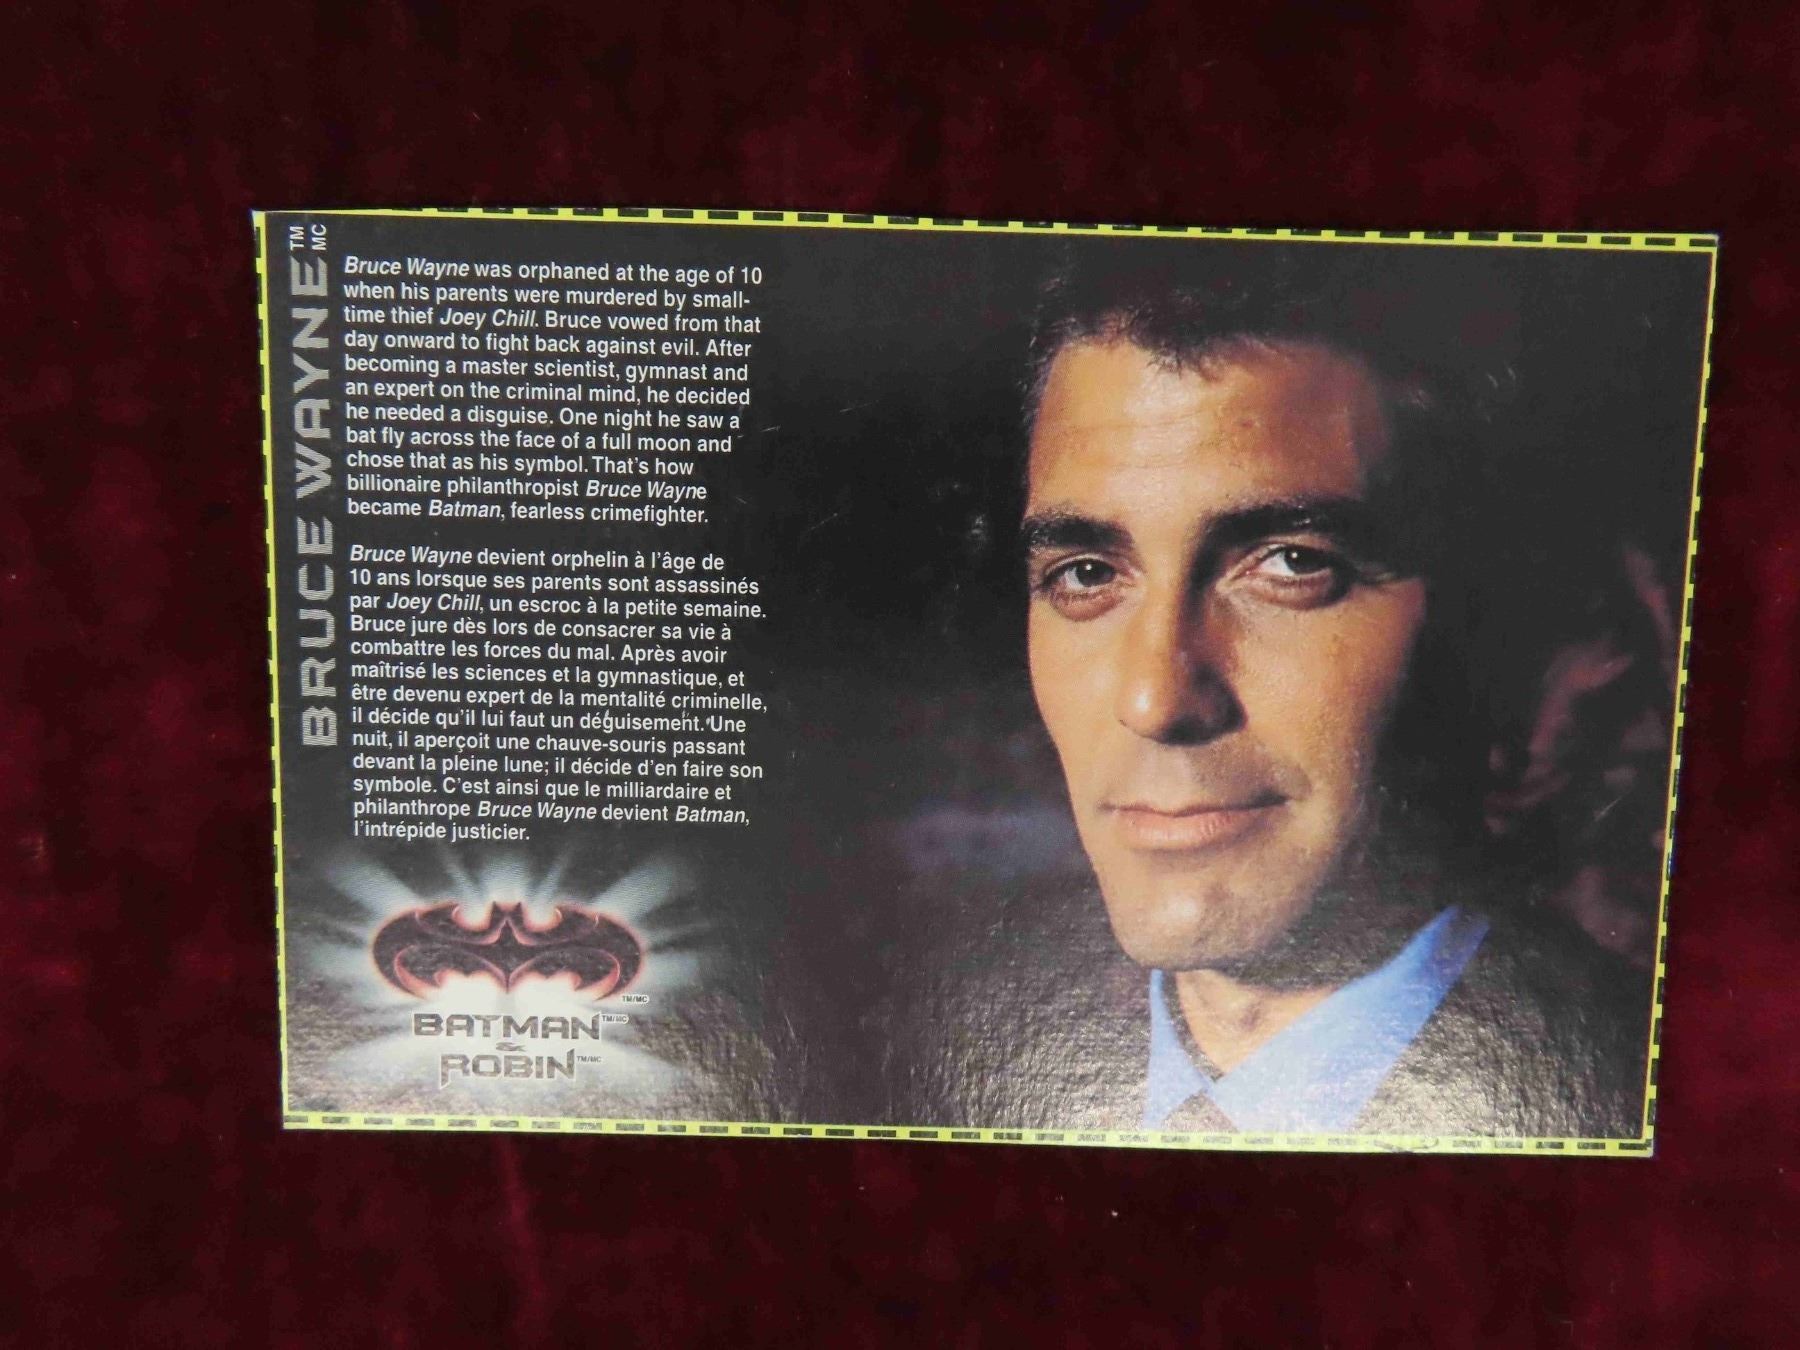 BRUCE WAYNE™ MC
Bruce Wayne was orphaned at the age of 10
when his parents were murdered by small-
time thief Joey Chill. Bruce vowed from that
day onward to fight back against evil. After
becoming a master scientist, gymnast and
an expert on the criminal mind, he decided
he needed a disguise. One night he saw a
bat fly across the face of a full moon and
chose that as his symbol. That's how
billionaire philanthropist Bruce Wayne
became Batman, fearless crimefighter.
Bruce Wayne devient orphelin à l'âge de
10 ans lorsque ses parents sont assassinés
par Joey Chill, un escroc à la petite semaine.
Bruce jure dès lors de consacrer sa vie à
combattre les forces du mal. Après avoir
maîtrisé les sciences et la gymnastique, et
être devenu expert de la mentalité criminelle,
il décide qu'il lui faut un déguisement. Une
nuit, il aperçoit une chauve-souris passant
devant la pleine lune; il décide d'en faire son
symbole. C'est ainsi que le milliardaire et
philanthrope Bruce Wayne devient Batman,
l'intrépide justicier.
TM/MC
BATMAN TM/MC
&
ROBIN TM/MC